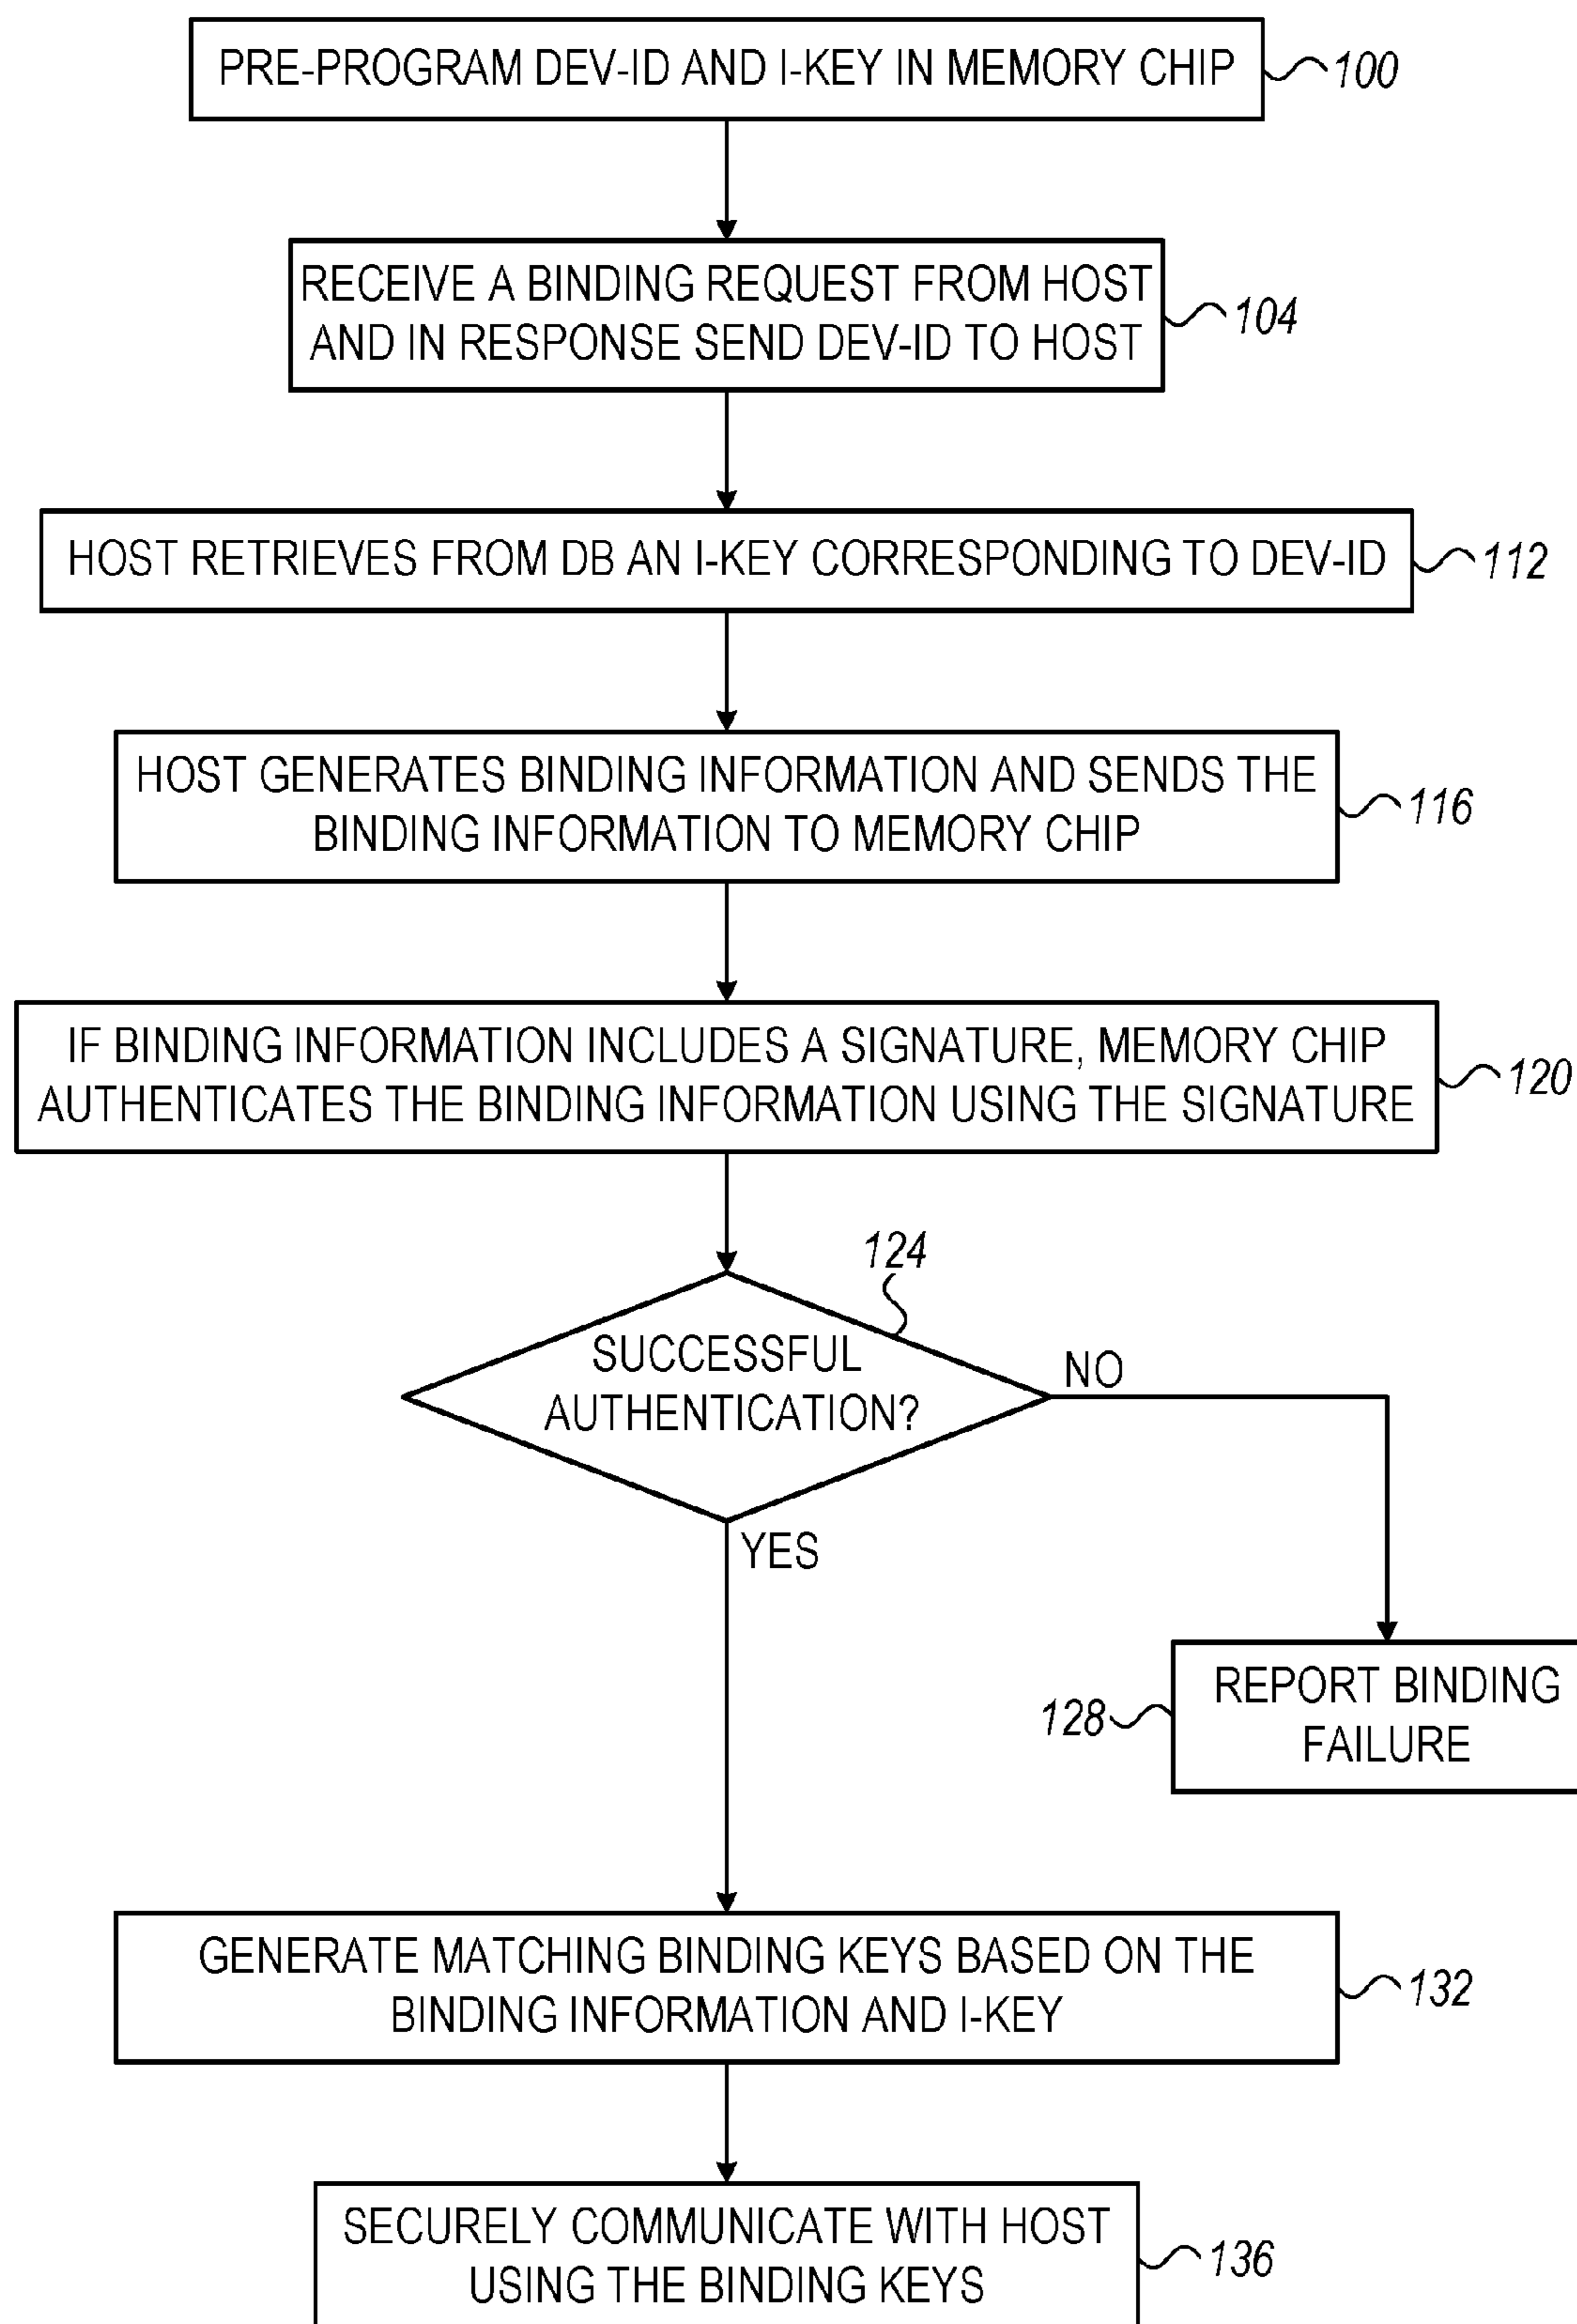 PRE-PROGRAM DEV-ID AND I-KEY IN MEMORY CHIP
100
RECEIVE A BINDING REQUEST FROM HOST
AND IN RESPONSE SEND DEV-ID TO HOST
104
HOST RETRIEVES FROM DB AN I-KEY CORRESPONDING TO DEV-ID
112
HOST GENERATES BINDING INFORMATION AND SENDS THE
BINDING INFORMATION TO MEMORY CHIP
116
IF BINDING INFORMATION INCLUDES A SIGNATURE, MEMORY CHIP
AUTHENTICATES THE BINDING INFORMATION USING THE SIGNATURE
120
124
SUCCESSFUL
AUTHENTICATION?
NO
YES
REPORT BINDING
FAILURE
128
GENERATE MATCHING BINDING KEYS BASED ON THE
BINDING INFORMATION AND I-KEY
132
SECURELY COMMUNICATE WITH HOST
USING THE BINDING KEYS
136